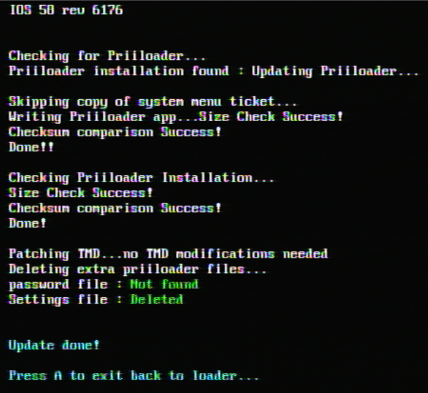 IOS 58 rev 6176
Checking for Priiloader...
Priiloader installation found : Updating Priiloader...
Skipping copy of system menu ticket...
Writing Priiloader app...Size Check Success!
Checksum comparison Success!
Done!!
Checking Priiloader Installation...
Size Check Success!
Checksum comparison Success!
Done!
Patching TMD...no TMD modifications needed
Deleting extra priiloader files...
password file : Not found
Settings file : Deleted
Update done!
Press A to exit back to loader...